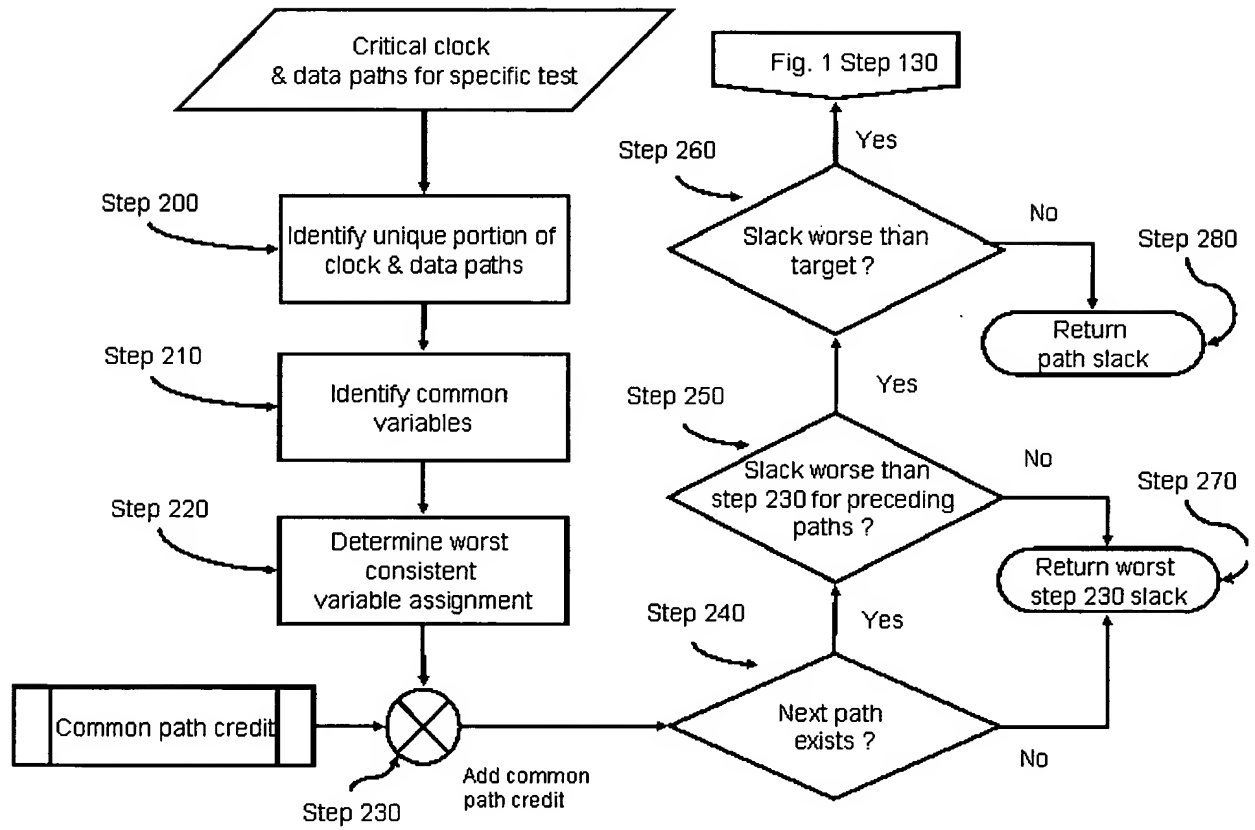 Critical clock
& data paths for specific test
Step 200
Identify unique portion of
clock & data paths
Step 210
Identify common
variables
Step 220
Determine worst
consistent
variable assignment
Common path credit
Step 230
Add common
path credit
Step 240
Next path
exists ?
Yes
No
Step 250
Slack worse than
step 230 for preceding
paths ?
Yes
No
Step 270
Return worst
step 230 slack
Step 260
Slack worse than
target ?
Yes
No
Step 280
Return
path slack
Fig. 1 Step 130